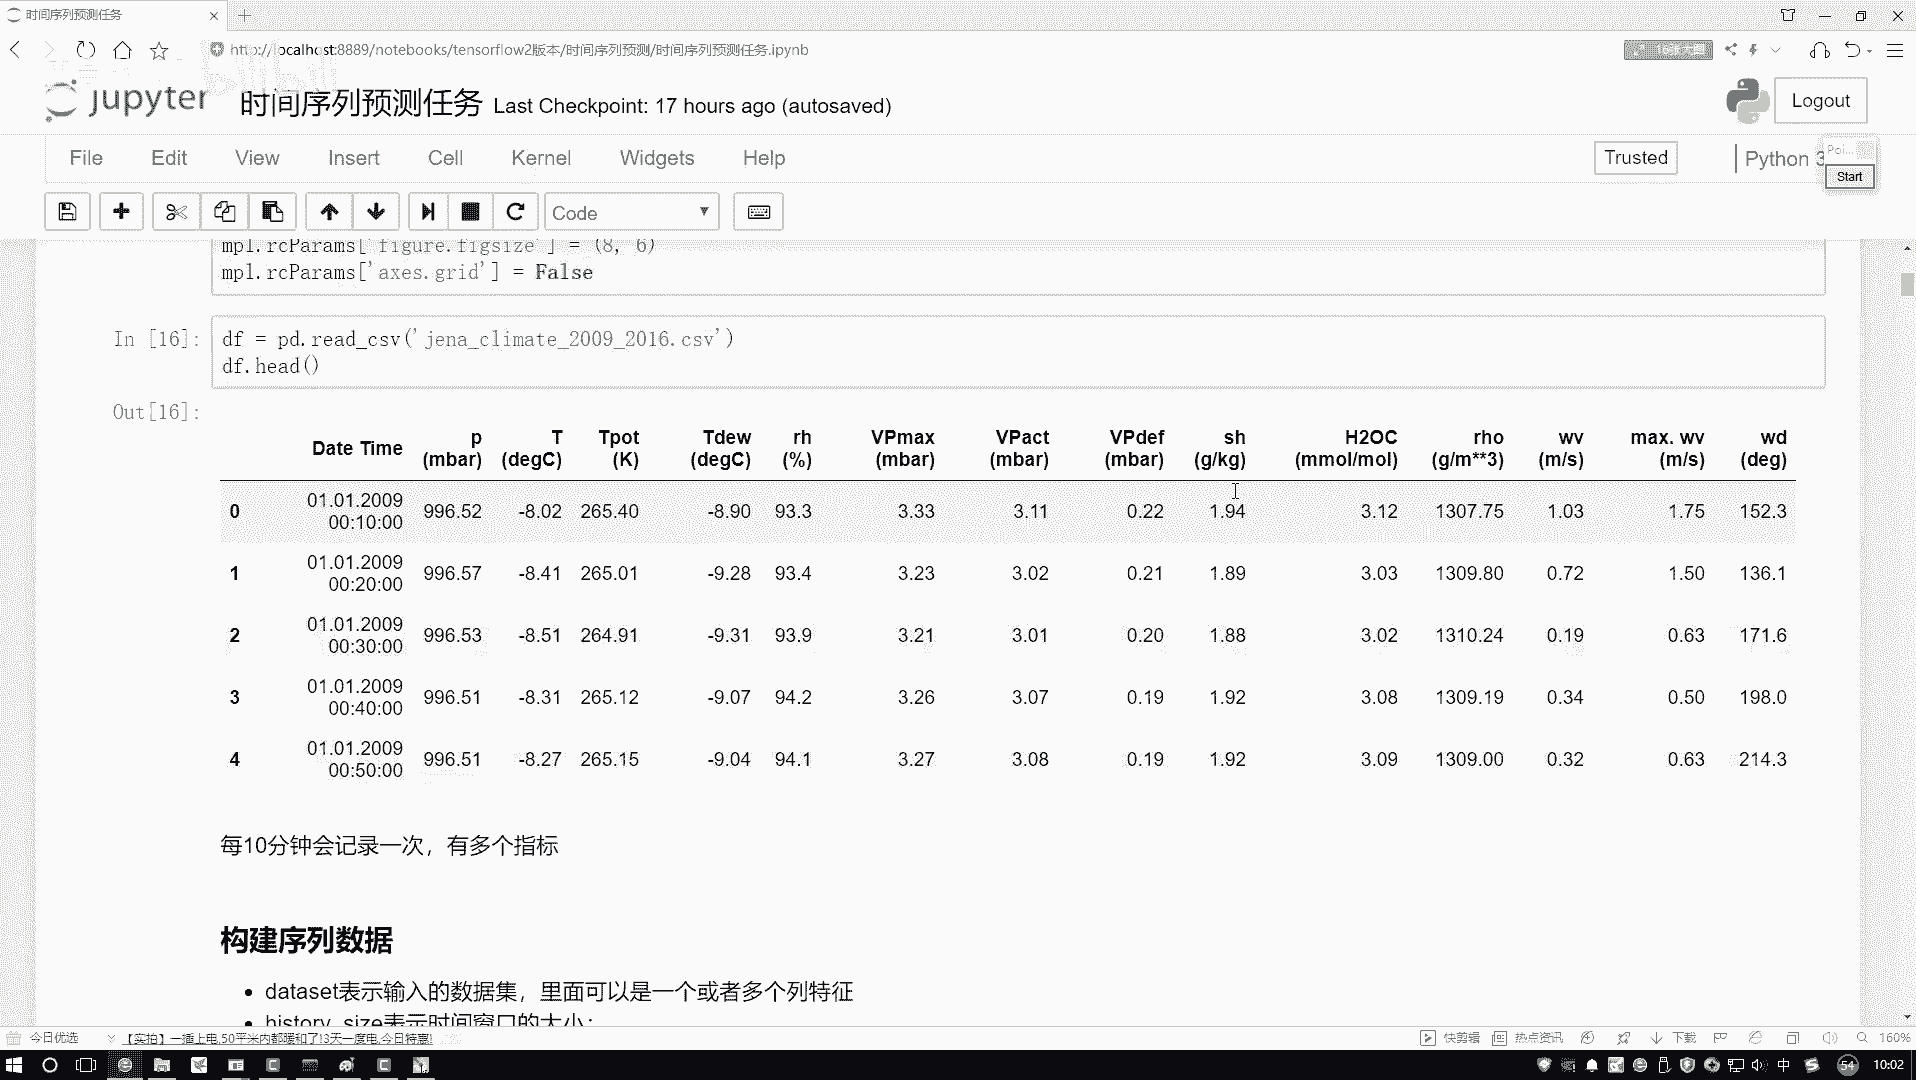 时间序列预测任务
http://localhost:8889/notebooks/tensorflow2版本/时间序列预测/时间序列预测任务.ipynb
bilibili
jupyter 时间序列预测任务 Last Checkpoint: 17 hours ago (autosaved)
Logout
File Edit View Insert Cell Kernel Widgets Help
Trusted
Python 3
Poi...
Start
Code
mpl.rcParams['figure.figsize'] = (8, 6)
mpl.rcParams['axes.grid'] = False
In [16]: df = pd.read_csv('jena_climate_2009_2016.csv')
df.head()
Out[16]:
Date Time p (mbar) T (degC) Tpot (K) Tdew (degC) rh (%) VPmax (mbar) VPact (mbar) VPdef (mbar) sh (g/kg) H2OC (mmol/mol) rho (g/m**3) wv (m/s) max. wv (m/s) wd (deg)
0 01.01.2009 00:10:00 996.52 -8.02 265.40 -8.90 93.3 3.33 3.11 0.22 1.94 3.12 1307.75 1.03 1.75 152.3
1 01.01.2009 00:20:00 996.57 -8.41 265.01 -9.28 93.4 3.23 3.02 0.21 1.89 3.03 1309.80 0.72 1.50 136.1
2 01.01.2009 00:30:00 996.53 -8.51 264.91 -9.31 93.9 3.21 3.01 0.20 1.88 3.02 1310.24 0.19 0.63 171.6
3 01.01.2009 00:40:00 996.51 -8.31 265.12 -9.07 94.2 3.26 3.07 0.19 1.92 3.08 1309.19 0.34 0.50 198.0
4 01.01.2009 00:50:00 996.51 -8.27 265.15 -9.04 94.1 3.27 3.08 0.19 1.92 3.09 1309.00 0.32 0.63 214.3
每10分钟会记录一次，有多个指标
构建序列数据
dataset表示输入的数据集，里面可以是一个或者多个列特征
history_size表示时间窗口的大小；
今日优选 【实拍】一插上电,50平米内都暖和了!3天一度电,今日特惠! 快剪辑 热点资讯 下载 160%
中 54 10:02